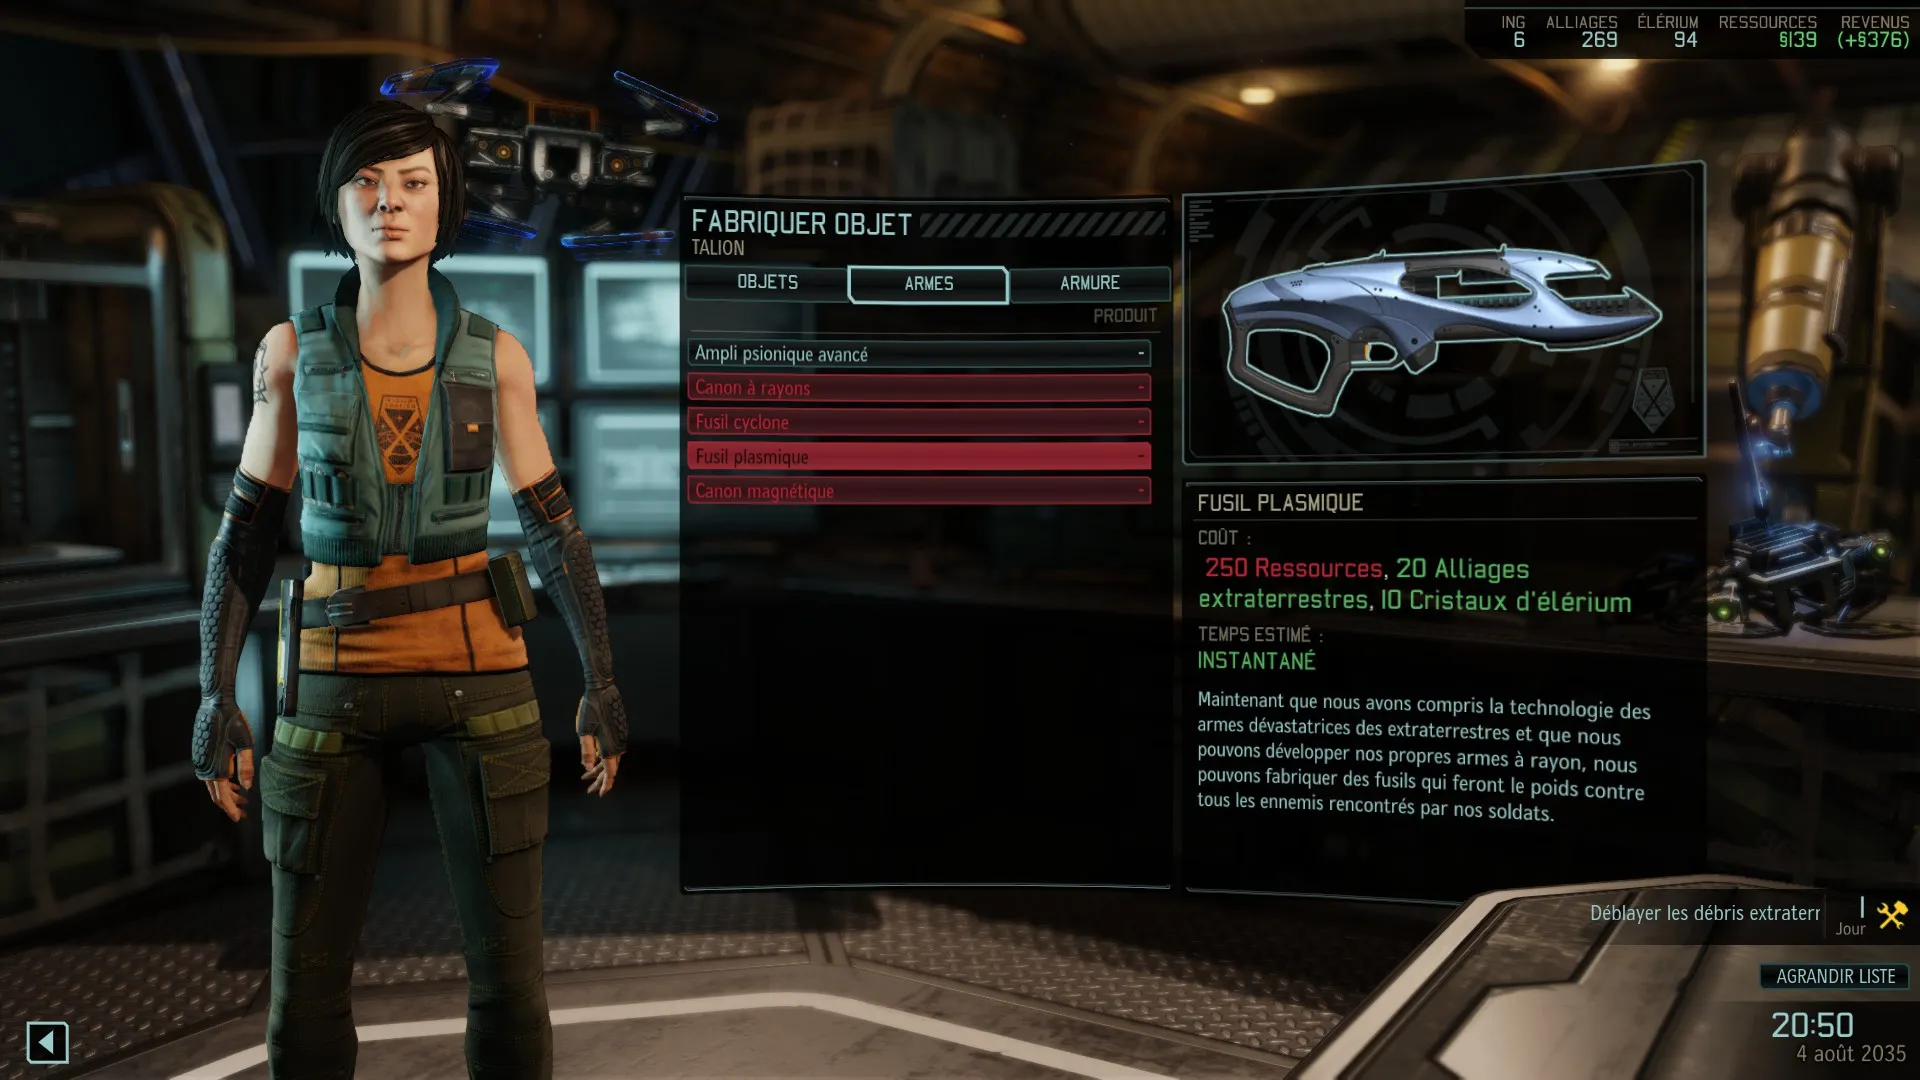 ING ALLIAGES ÉLÉRIUM RESSOURCES REVENUS
6 269 94 §139 (+§376)
FABRIQUER OBJET
TALION
OBJETS ARMES ARMURE
PRODUIT
Ampli psionique avancé -
Canon à rayons -
Fusil cyclone -
Fusil plasmique -
Canon magnétique -
FUSIL PLASMIQUE
COÛT :
250 Ressources, 20 Alliages
extraterrestres, 10 Cristaux d'élérium
TEMPS ESTIMÉ :
INSTANTANÉ
Maintenant que nous avons compris la technologie des
armes dévastatrices des extraterrestres et que nous
pouvons développer nos propres armes à rayon, nous
pouvons fabriquer des fusils qui feront le poids contre
tous les ennemis rencontrés par nos soldats.
Déblayer les débris extraterr 1
Jour
AGRANDIR LISTE
20:50
4 août 2035